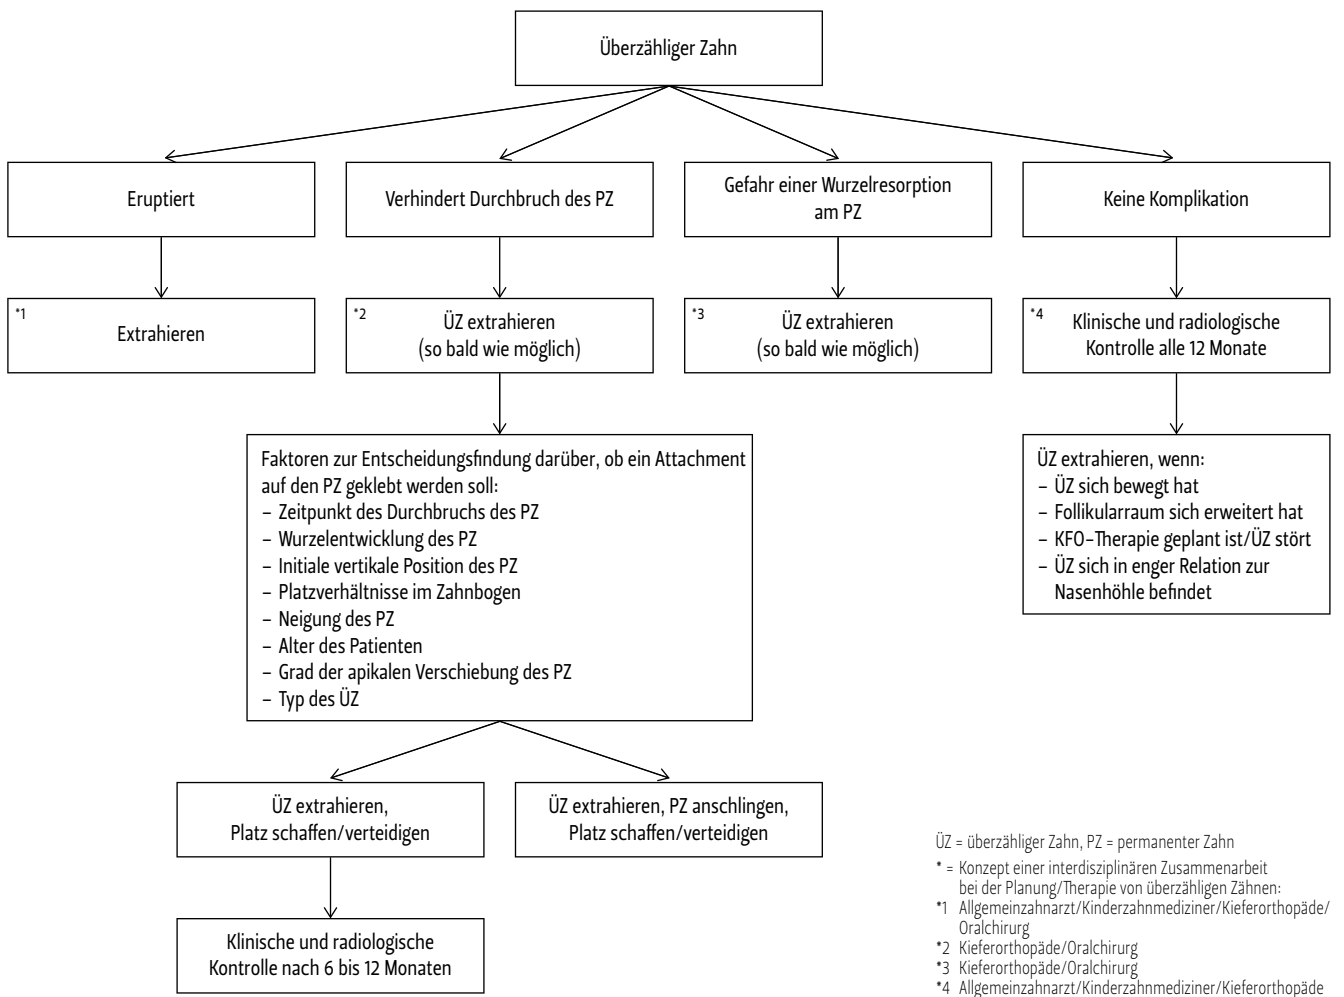 Überzähliger Zahn
Eruptiert
Verhindert Durchbruch des PZ
Gefahr einer Wurzelresorption
am PZ
Keine Komplikation
*1
Extrahieren
*2
ÜZ extrahieren
(so bald wie möglich)
*3
ÜZ extrahieren
(so bald wie möglich)
*4
Klinische und radiologische
Kontrolle alle 12 Monate
Faktoren zur Entscheidungsfindung darüber, ob ein Attachment
auf den PZ geklebt werden soll:
– Zeitpunkt des Durchbruchs des PZ
– Wurzelentwicklung des PZ
– Initiale vertikale Position des PZ
– Platzverhältnisse im Zahnbogen
– Neigung des PZ
– Alter des Patienten
– Grad der apikalen Verschiebung des PZ
– Typ des ÜZ
ÜZ extrahieren, wenn:
– ÜZ sich bewegt hat
– Follikularraum sich erweitert hat
– KFO-Therapie geplant ist/ÜZ stört
– ÜZ sich in enger Relation zur
Nasenhöhle befindet
ÜZ extrahieren,
Platz schaffen/verteidigen
ÜZ extrahieren, PZ anschlingen,
Platz schaffen/verteidigen
Klinische und radiologische
Kontrolle nach 6 bis 12 Monaten
ÜZ = überzähliger Zahn, PZ = permanenter Zahn
* = Konzept einer interdisziplinären Zusammenarbeit
bei der Planung/Therapie von überzähligen Zähnen:
*1 Allgemeinzahnarzt/Kinderzahnmediziner/Kieferorthopäde/
Oralchirurg
*2 Kieferorthopäde/Oralchirurg
*3 Kieferorthopäde/Oralchirurg
*4 Allgemeinzahnarzt/Kinderzahnmediziner/Kieferorthopäde